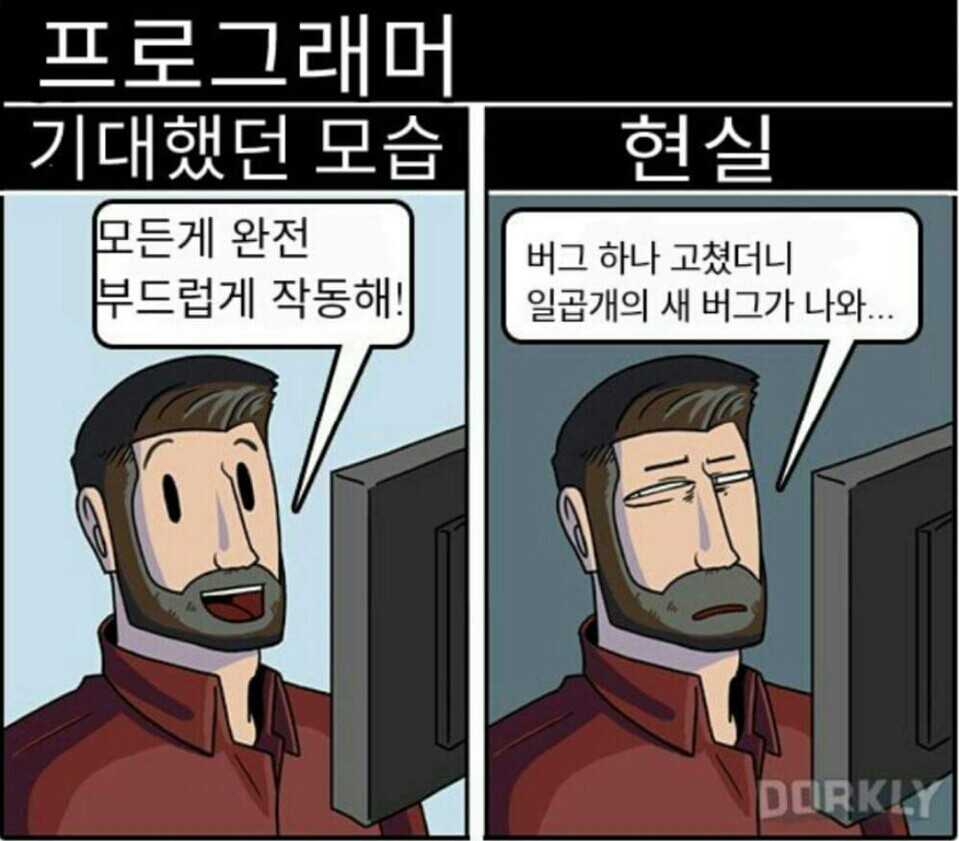 프로그래머
기대했던 모습
현실
모든게 완전
부드럽게 작동해!
버그 하나 고쳤더니
일곱개의 새 버그가 나와...
DORKLY